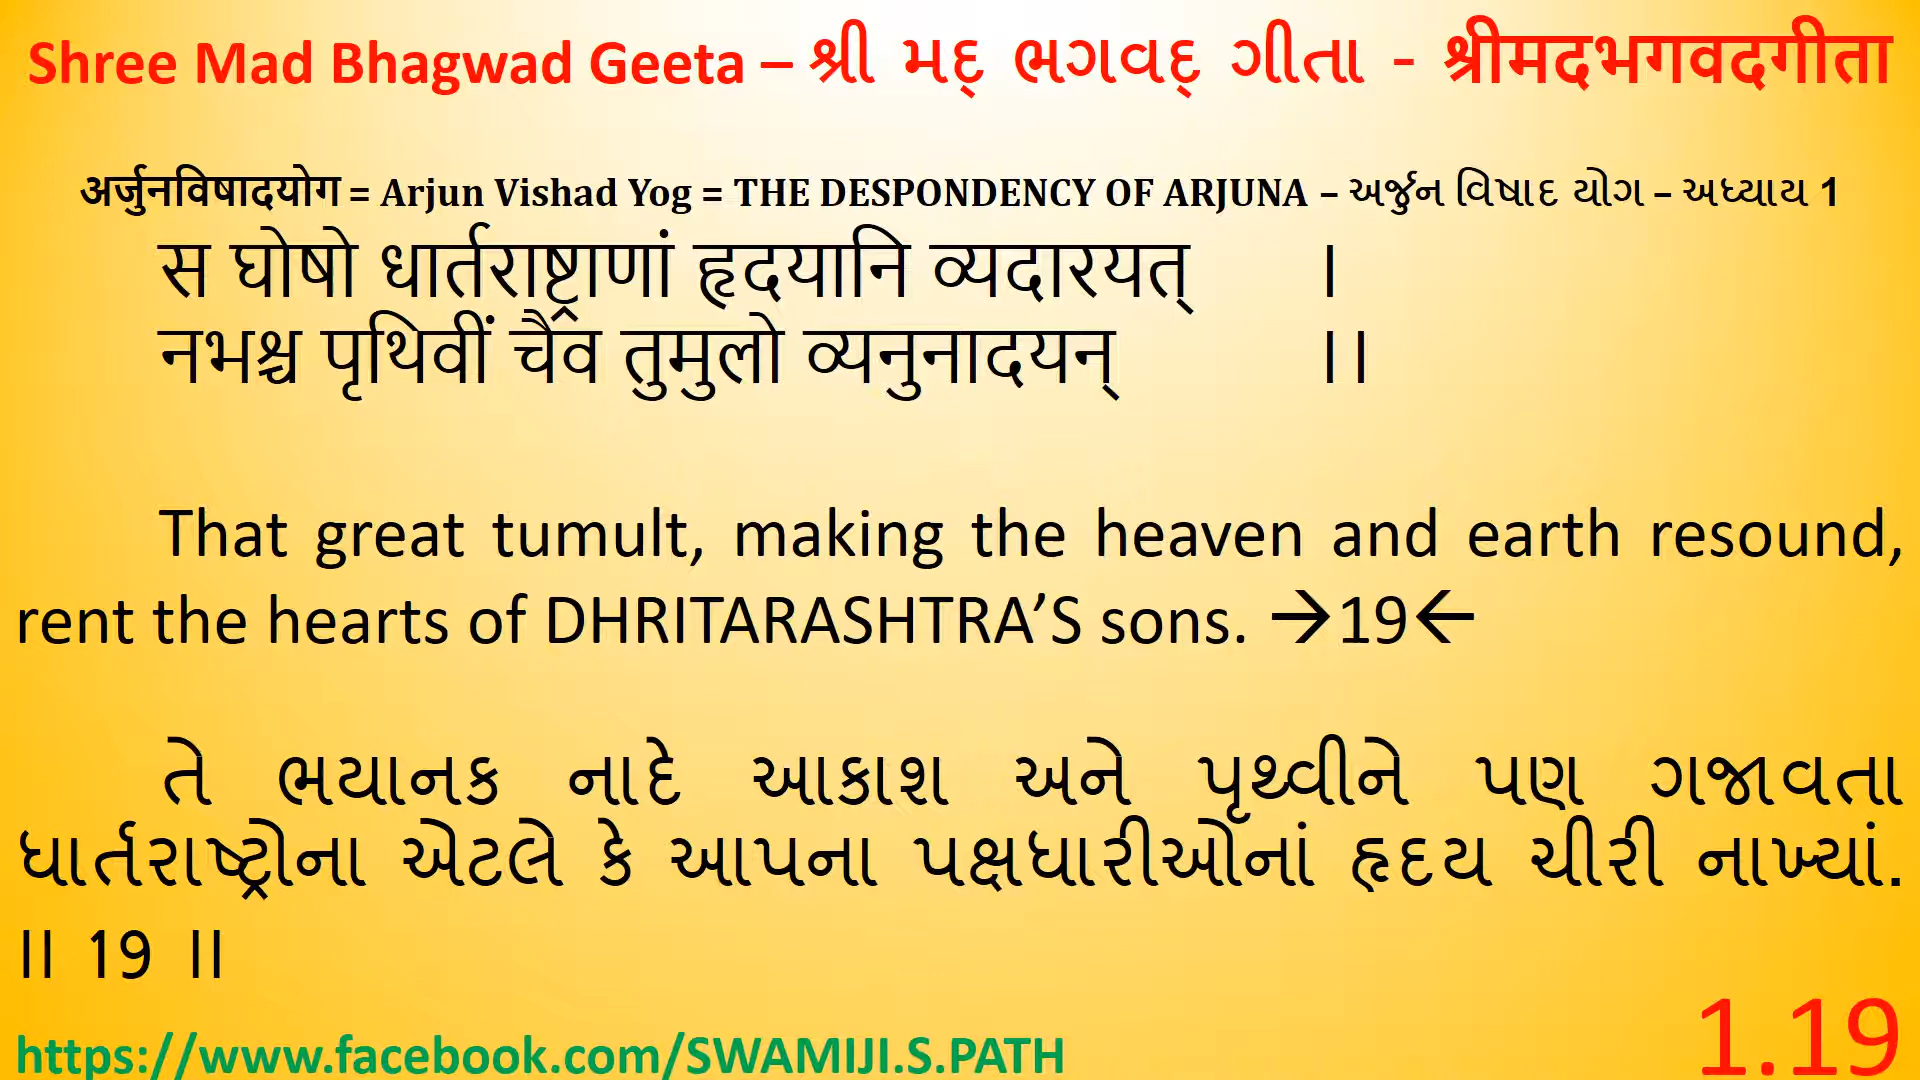 Shree Mad Bhagwad Geeta – શ્રી મદ્ ભગવદ્ ગીતા - श्रीमदभगवदगीता
अर्जुनविषादयोग = Arjun Vishad Yog = THE DESPONDENCY OF ARJUNA – અર્જુન વિષાદ યોગ – અધ્યાય 1
स घोषो धार्तराष्ट्राणां हृदयानि व्यदारयत् ।
नभश्च पृथिवीं चैव तुमुलो व्यनुनादयन् ।।
That great tumult, making the heaven and earth resound,
rent the hearts of DHRITARASHTRA’S sons. →19←
તે ભયાનક નાદે આકાશ અને પૃથ્વીને પણ ગજાવતા
ધાર્તરાષ્ટ્રોના એટલે કે આપના પક્ષધારીઓનાં હૃદય ચીરી નાખ્યાં.
।। 19 ।।
https://www.facebook.com/SWAMIJI.S.PATH
1.19